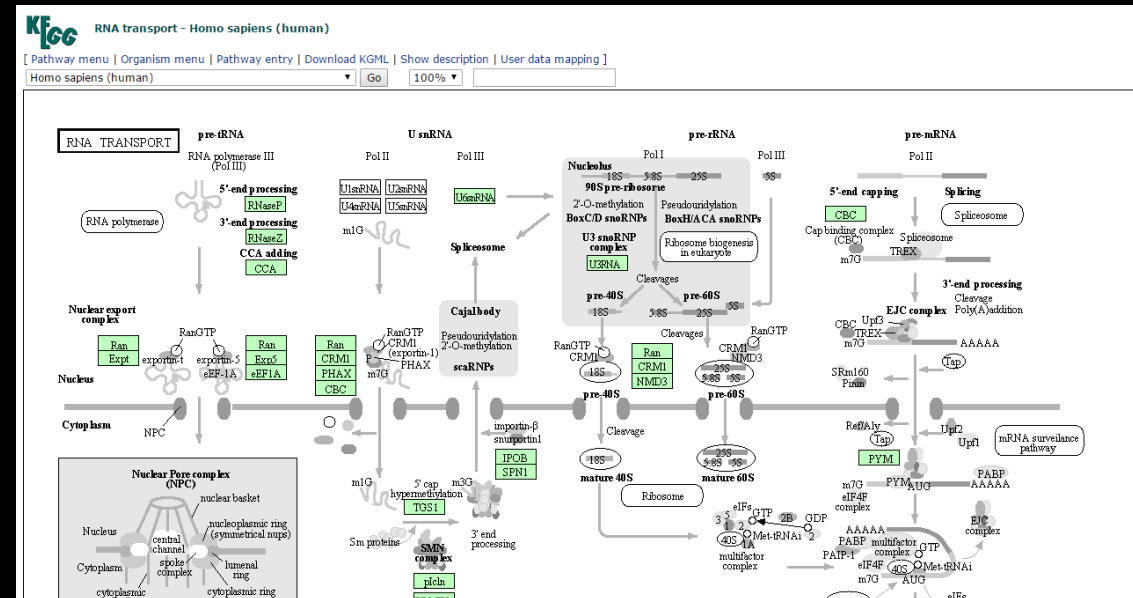 KEGG
RNA transport - Homo sapiens (human)
[ Pathway menu | Organism menu | Pathway entry | Download KGML | Show description | User data mapping ]
Homo sapiens (human) Go 100%
RNA TRANSPORT
pre-tRNA
RNA polymerase III
(Pol III)
5'-end processing
RNaseP
3'-end processing
RNaseZ
CCA adding
CCA
RNA polymerase
Nuclear export
complex
Ran
Expt
RanGTP
exportin-t
exportin-5
eEF-1A
Ran
Exp5
eEF1A
Nucleus
Cytoplasm
NPC
Nuclear Pore complex
(NPC)
nuclear basket
Nucleus
nucleoplasmic ring
(symmetrical nups)
central
channel
spoke
complex
lumenal
ring
Cytoplasm
cytoplasmic
cytoplasmic ring
U snRNA
Pol II
Pol III
U1snRNA
U2snRNA
U4snRNA
U5snRNA
U6snRNA
m1G
Spliceosome
Cajal body
Pseudouridylation
2'-O-methylation
scaRNPs
Ran
CRM1
PHAX
CBC
RanGTP
CRM1
(exportin-1)
P
PHAX
m7G
importin-β
snurportin1
IPOB
SPN1
m1G
5' cap
hypermethylation
m3G
TGS1
Sm proteins
SMN
complex
3' end
processing
pICln
pre-rRNA
Pol I
Pol III
Nucleolus
18S
5.8S
25S
5S
90S pre-ribosome
2'-O-methylation
Pseudouridylation
BoxC/D snoRNPs
BoxH/ACA snoRNPs
U3 snoRNP
complex
U3RNA
Ribosome biogenesis
in eukaryote
Cleavages
pre-40S
pre-60S
18S
5.8S
25S
5S
Cleavages
RanGTP
CRM1
18S
Ran
CRM1
NMD3
RanGTP
CRM1
NMD3
25S
5.8S 5S
pre-40S
pre-60S
Cleavage
18S
25S
5.8S 5S
mature 40S
mature 60S
Ribosome
eIFs
3
5
1
2
GTP
2B
GDP
Met-tRNAi
2
40S
1A
multifactor
complex
pre-mRNA
Pol II
5'-end capping
Splicing
CBC
Spliceosome
Cap binding complex
(CBC)
Spliceosome
TREX
m7G
3'-end processing
Cleavage
Poly(A)addition
EJC complex
CBC
Upf3
TREX
m7G
AAAAA
Tap
SRm160
Pinin
Ref/Aly
Tap
Upf2
Upf1
mRNA surveilance
pathway
PYM
m7G
PYM
AUG
PABP
AAAAA
eIF4F
complex
EJC
complex
AAAAA
PABP
multifactor
complex
GTP
PAIP-1
eIF4F
40S
Met-tRNAi
m7G
AUG
eIFs